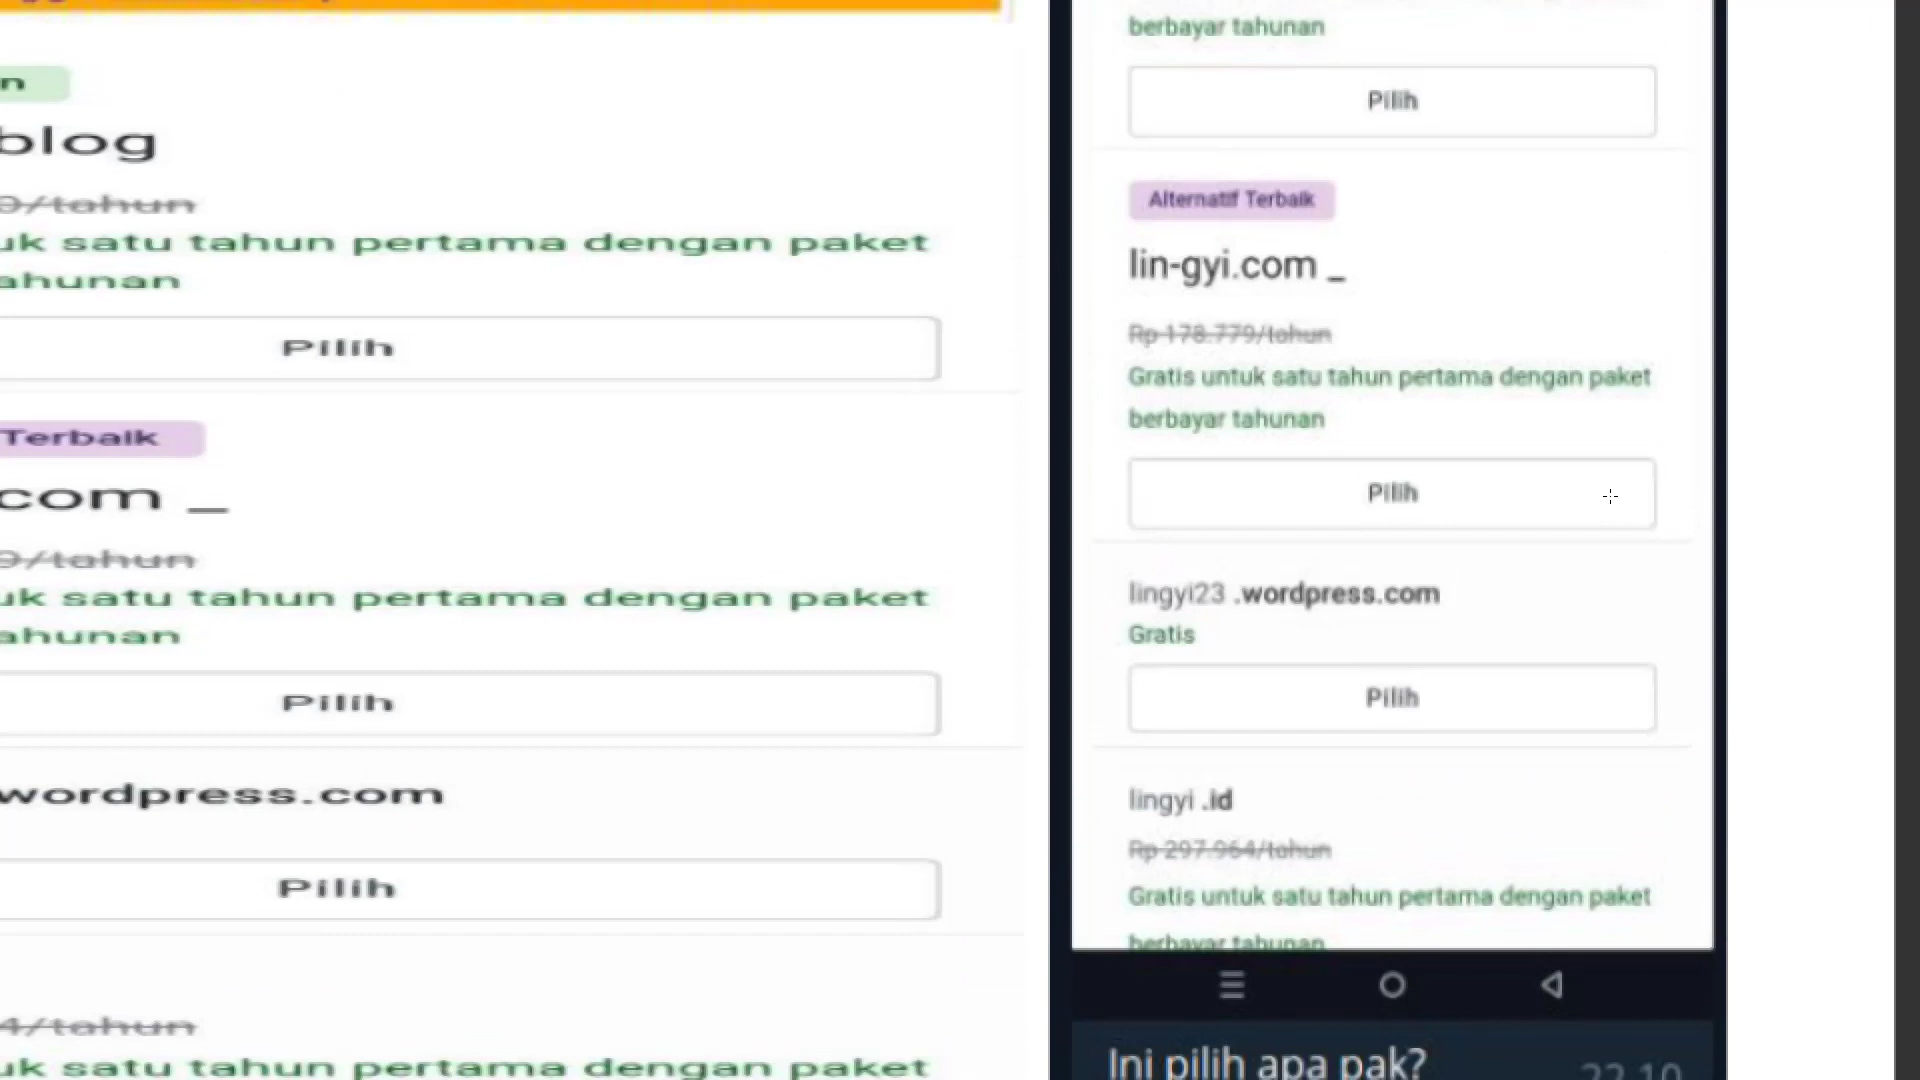 n
blog
9/tahun
uk satu tahun pertama dengan paket
ahunan
Pilih
Terbaik
com _
9/tahun
uk satu tahun pertama dengan paket
ahunan
Pilih
wordpress.com
Pilih
4/tahun
uk satu tahun pertama dengan paket
berbayar tahunan
Pilih
Alternatif Terbaik
lin-gyi.com _
Rp 178.779/tahun
Gratis untuk satu tahun pertama dengan paket
berbayar tahunan
Pilih
lingyi23 .wordpress.com
Gratis
Pilih
lingyi .id
Rp 297.964/tahun
Gratis untuk satu tahun pertama dengan paket
berbayar tahunan
Ini pilih apa pak?
22.10